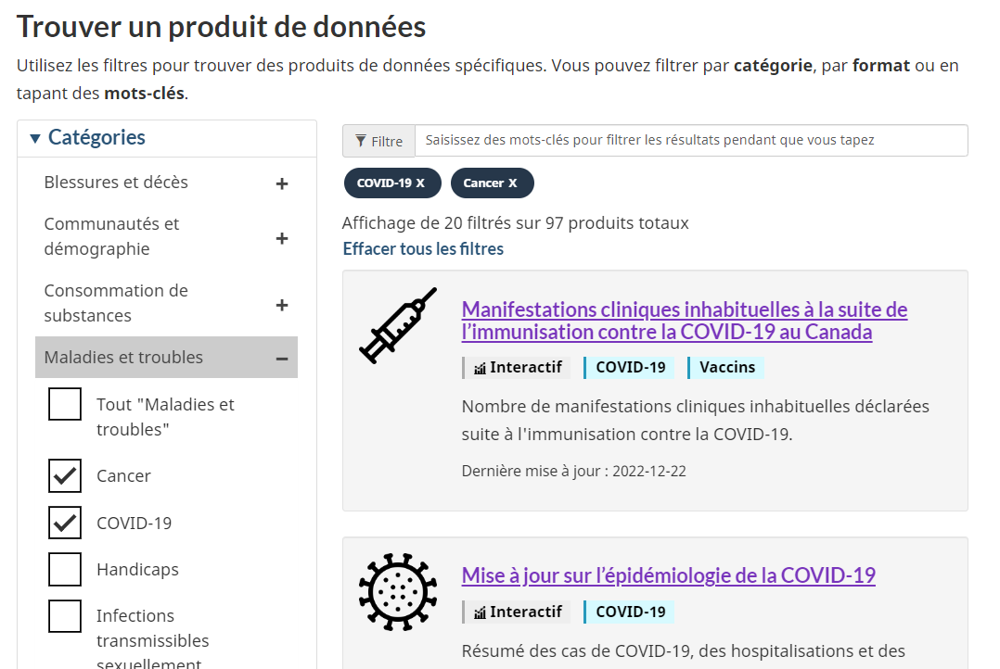 Trouver un produit de données
Utilisez les filtres pour trouver des produits de données spécifiques. Vous pouvez filtrer par catégorie, par format ou en
tapant des mots-clés.
Catégories
Blessures et décès
Communautés et
démographie
Consommation de
substances
Maladies et troubles
Tout "Maladies et
troubles"
Cancer
COVID-19
Handicaps
Infections
transmissibles
sexuellement
Filtre
Saisissez des mots-clés pour filtrer les résultats pendant que vous tapez
COVID-19 X Cancer X
Affichage de 20 filtrés sur 97 produits totaux
Effacer tous les filtres
Manifestations cliniques inhabituelles à la suite de
l’immunisation contre la COVID-19 au Canada
Interactif COVID-19 Vaccins
Nombre de manifestations cliniques inhabituelles déclarées
suite à l'immunisation contre la COVID-19.
Dernière mise à jour : 2022-12-22
Mise à jour sur l’épidémiologie de la COVID-19
Interactif COVID-19
Résumé des cas de COVID-19, des hospitalisations et des